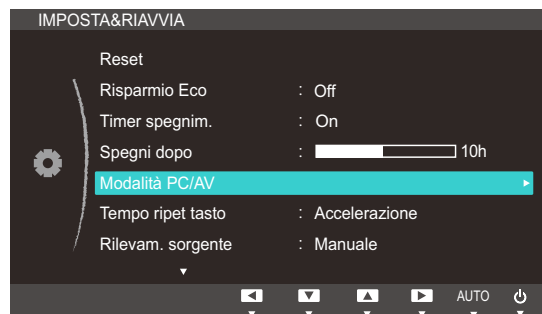 IMPOSTA&RIAVVIA
Reset
Risparmio Eco : Off
Timer spegnim. : On
Spegni dopo : 10h
Modalità PC/AV
Tempo ripet tasto : Accelerazione
Rilevam. sorgente : Manuale
AUTO